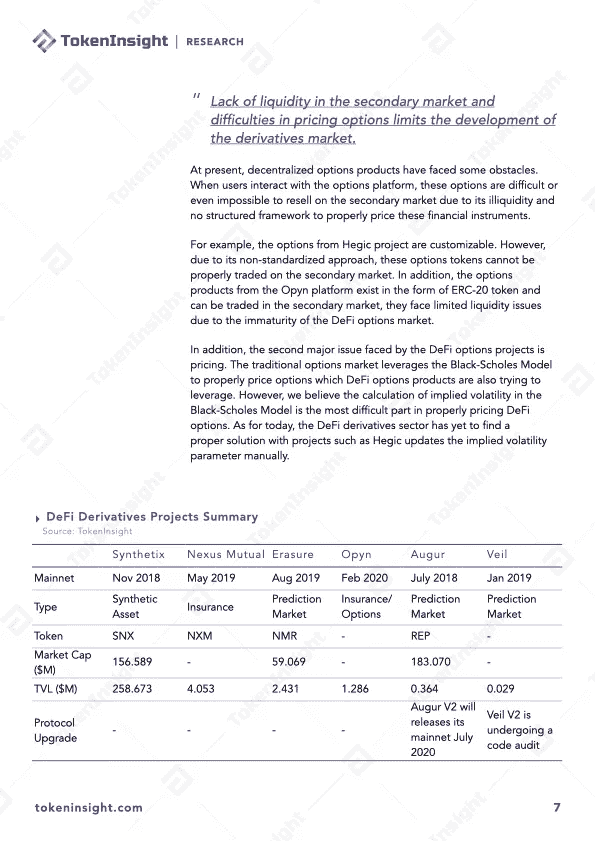 TokenInsight | RESEARCH
" Lack of liquidity in the secondary market and
difficulties in pricing options limits the development of
the derivatives market.
At present, decentralized options products have faced some obstacles.
When users interact with the options platform, these options are difficult or
even impossible to resell on the secondary market due to its illiquidity and
no structured framework to properly price these financial instruments.
For example, the options from Hegic project are customizable. However,
due to its non-standardized approach, these options tokens cannot be
properly traded on the secondary market. In addition, the options
products from the Opyn platform exist in the form of ERC-20 token and
can be traded in the secondary market, they face limited liquidity issues
due to the immaturity of the DeFi options market.
In addition, the second major issue faced by the DeFi options projects is
pricing. The traditional options market leverages the Black-Scholes Model
to properly price options which DeFi options products are also trying to
leverage. However, we believe the calculation of implied volatility in the
Black-Scholes Model is the most difficult part in properly pricing DeFi
options. As for today, the DeFi derivatives sector has yet to find a
proper solution with projects such as Hegic updates the implied volatility
parameter manually.
DeFi Derivatives Projects Summary
Source: TokenInsight
Synthetix Nexus Mutual Erasure Opyn Augur Veil
Mainnet Nov 2018 May 2019 Aug 2019 Feb 2020 July 2018 Jan 2019
Type Synthetic Asset Insurance Prediction Market Insurance/ Options Prediction Market Prediction Market
Token SNX NXM NMR - REP -
Market Cap ($M) 156.589 - 59.069 - 183.070 -
TVL ($M) 258.673 4.053 2.431 1.286 0.364 0.029
Protocol Upgrade - - - - Augur V2 will releases its mainnet July 2020 Veil V2 is undergoing a code audit
tokeninsight.com 7